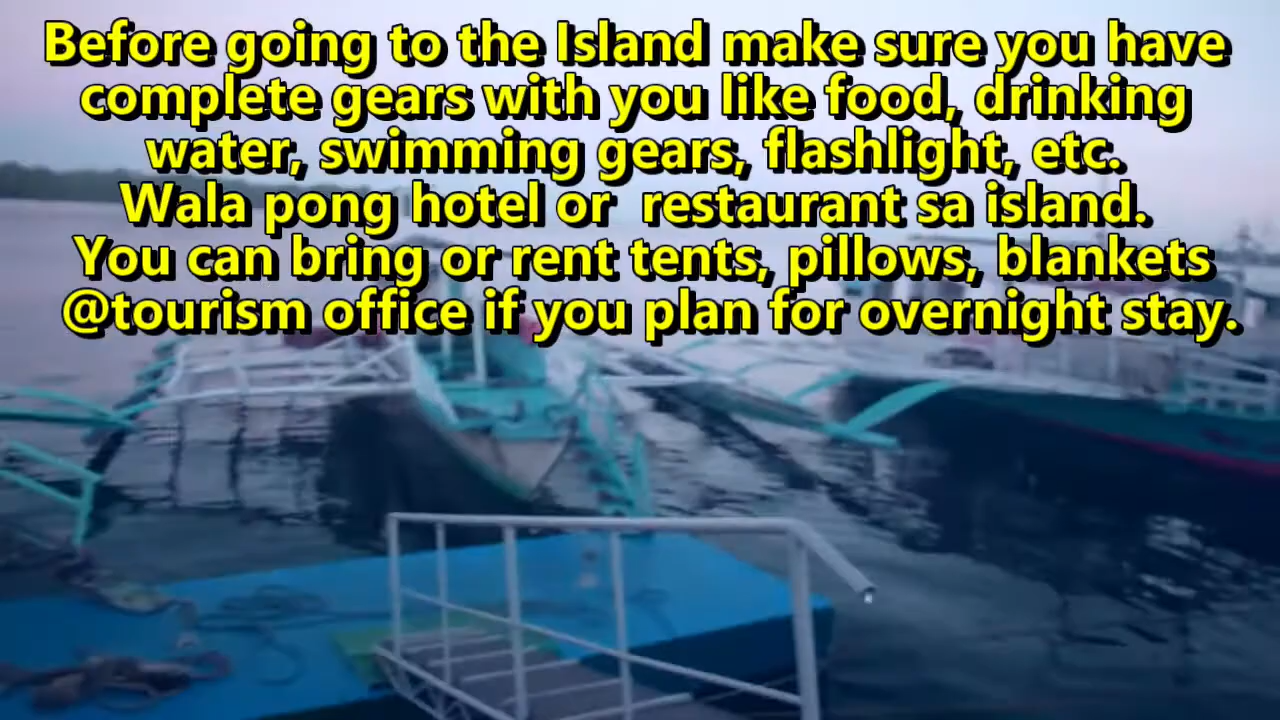 Before going to the Island make sure you have
complete gears with you like food, drinking
water, swimming gears, flashlight, etc.
Wala pong hotel or  restaurant sa island.
You can bring or rent tents, pillows, blankets
@tourism office if you plan for overnight stay.